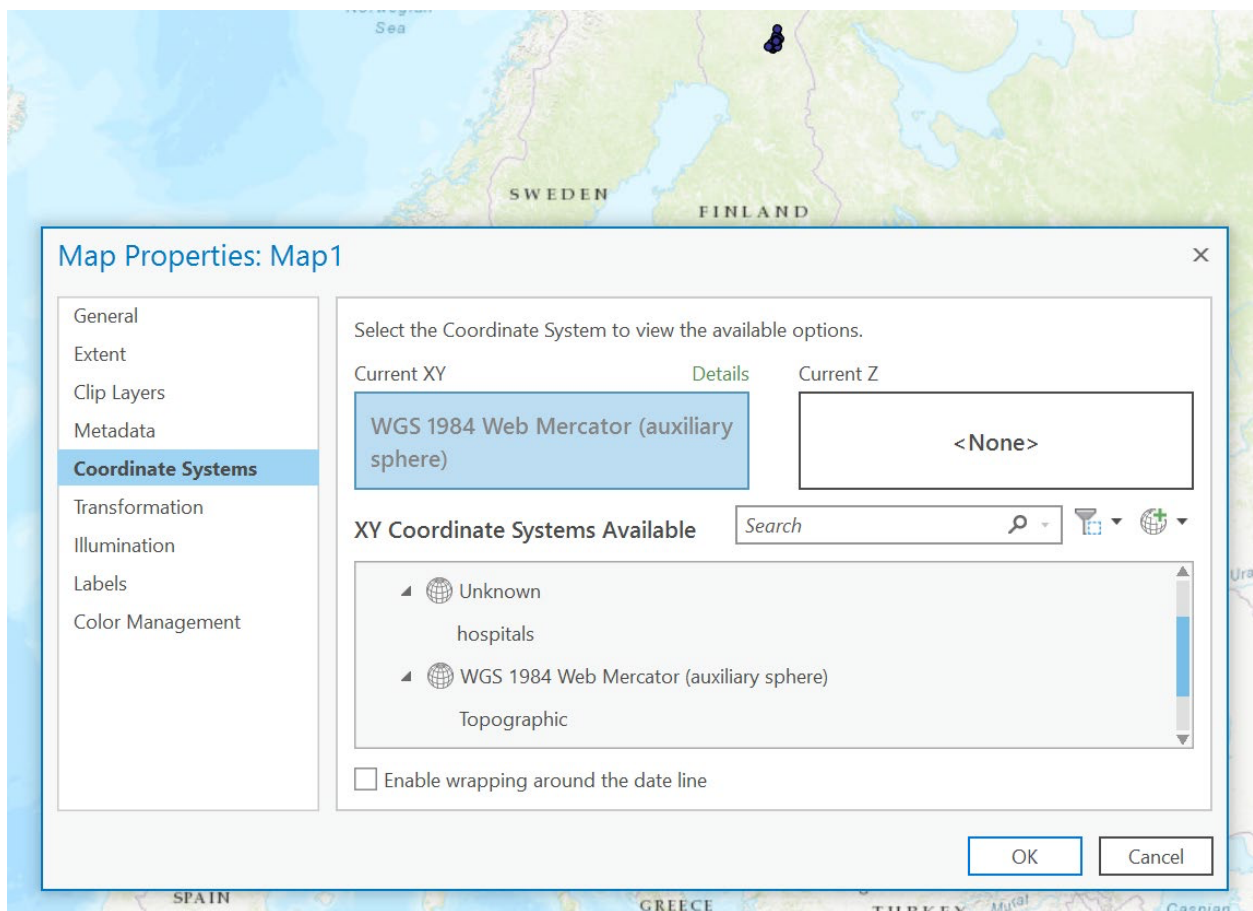 Norwegian
Sea
SWEDEN
FINLAND
Map Properties: Map1
General
Extent
Clip Layers
Metadata
Coordinate Systems
Transformation
Illumination
Labels
Color Management
Select the Coordinate System to view the available options.
Current XY
Details
Current Z
WGS 1984 Web Mercator (auxiliary
sphere)
<None>
XY Coordinate Systems Available
Search
Unknown
hospitals
WGS 1984 Web Mercator (auxiliary sphere)
Topographic
Enable wrapping around the date line
OK
Cancel
Ura
SPAIN
GREECE
TURKEY
Caspian